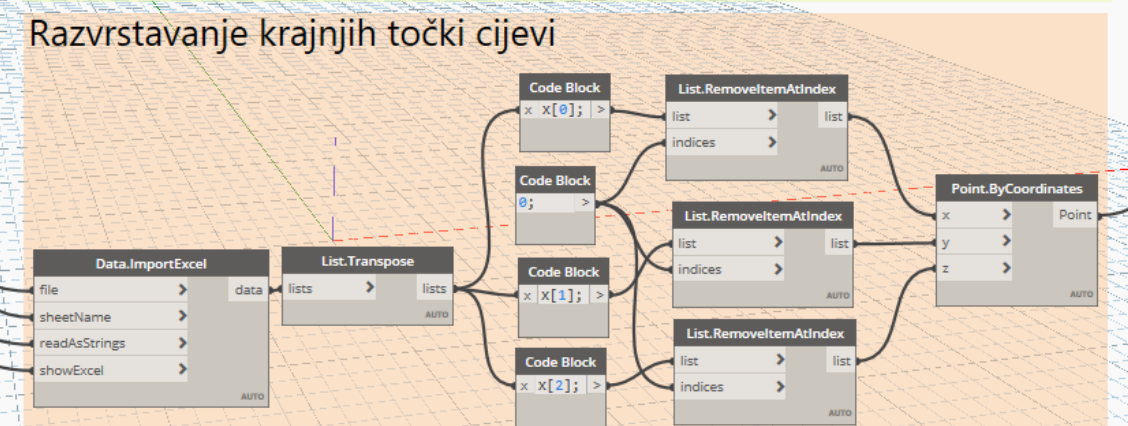 Razvrstavanje krajnjih točki cijevi
Data.ImportExcel
file
data
sheetName
readAsStrings
showExcel
AUTO
List.Transpose
lists
lists
AUTO
Code Block
x x[0]; >
Code Block
0; >
Code Block
x x[1]; >
Code Block
x x[2]; >
List.RemoveItemAtIndex
list
list
indices
AUTO
List.RemoveItemAtIndex
list
list
indices
AUTO
List.RemoveItemAtIndex
list
list
indices
AUTO
Point.ByCoordinates
x
Point
y
z
AUTO